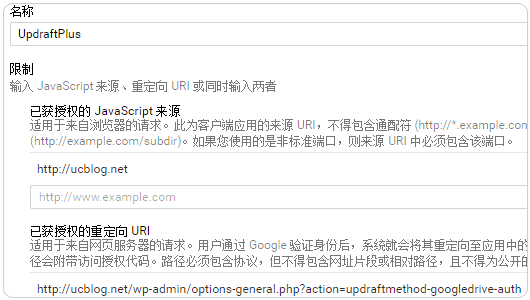 名称
UpdraftPlus
限制
输入 JavaScript 来源、重定向 URI 或同时输入两者
已获授权的 JavaScript 来源
适用于来自浏览器的请求。此为客户端应用的来源 URI，不得包含通配符 (http://*.example.com
(http://example.com/subdir)。如果您使用的是非标准端口，则来源 URI 中必须包含该端口。
http://ucblog.net
http://www.example.com
已获授权的重定向 URI
适用于来自网页服务器的请求。用户通过 Google 验证身份后，系统就会将其重定向至应用中的
径会附带访问授权代码。路径必须包含协议，但不得包含网址片段或相对路径，且不得为公开的
http://ucblog.net/wp-admin/options-general.php?action=updraftmethod-googledrive-auth